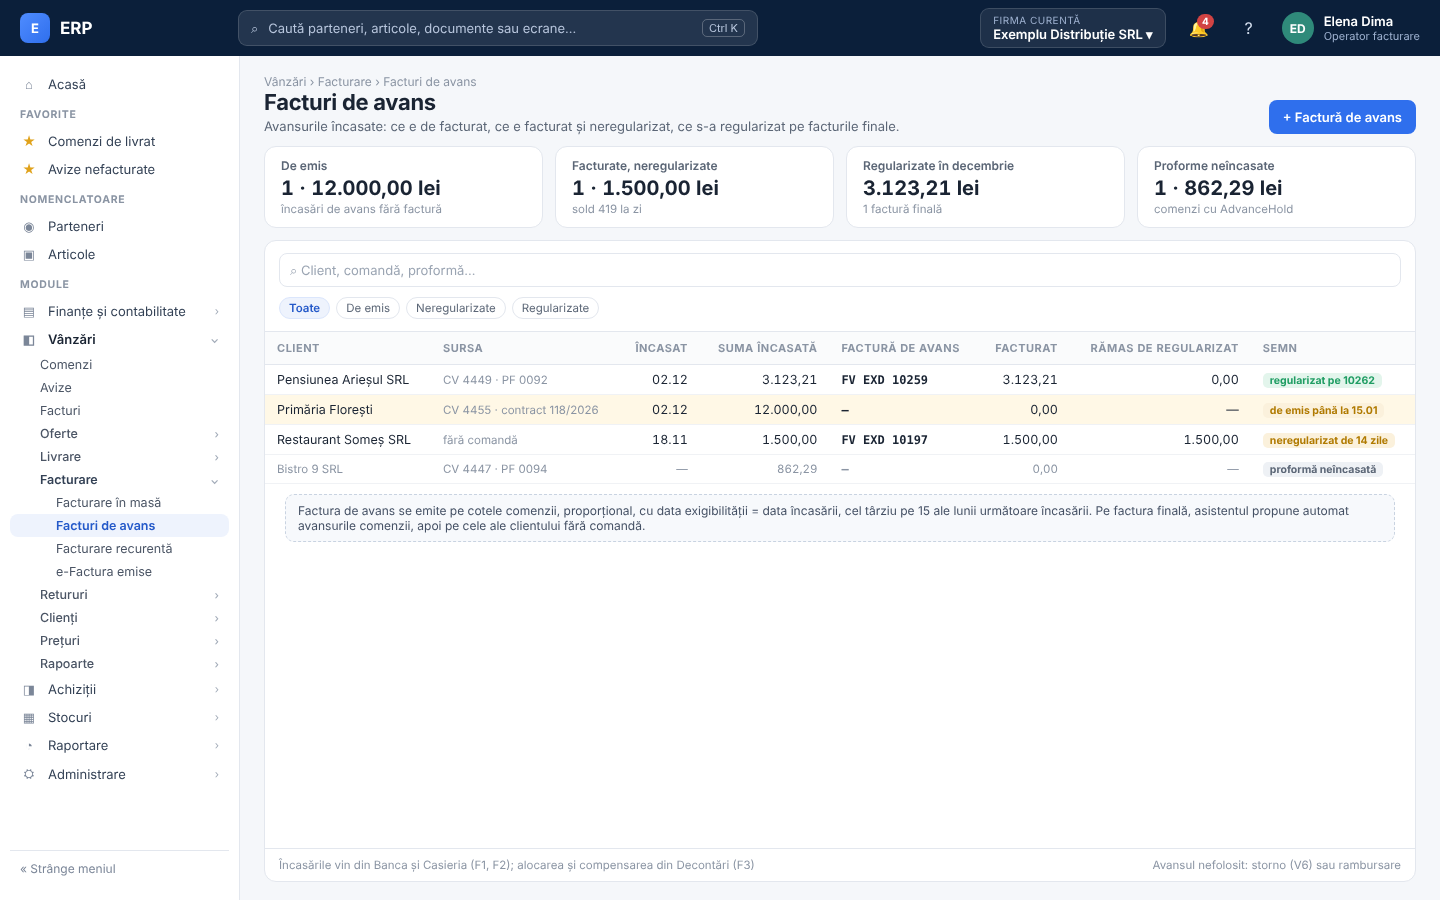 E ERP
⌕ Caută parteneri, articole, documente sau ecrane... Ctrl K
FIRMA CURENTĂ
Exemplu Distribuție SRL ▾
4
?
ED
Elena Dima
Operator facturare
Acasă
FAVORITE
★ Comenzi de livrat
★ Avize nefacturate
NOMENCLATOARE
Parteneri
Articole
MODULE
Finanțe și contabilitate ›
Vânzări ⌄
Comenzi
Avize
Facturi
Oferte ›
Livrare ›
Facturare ⌄
Facturare în masă
Facturi de avans
Facturare recurentă
e-Factura emise
Retururi ›
Clienți ›
Prețuri ›
Rapoarte ›
Achiziții ›
Stocuri ›
Raportare ›
Administrare ›
« Strânge meniul
Vânzări › Facturare › Facturi de avans
Facturi de avans
Avansurile încasate: ce e de facturat, ce e facturat și neregularizat, ce s-a regularizat pe facturile finale.
+ Factură de avans
De emis
1 · 12.000,00 lei
încasări de avans fără factură
Facturate, neregularizate
1 · 1.500,00 lei
sold 419 la zi
Regularizate în decembrie
3.123,21 lei
1 factură finală
Proforme neîncasate
1 · 862,29 lei
comenzi cu AdvanceHold
⌕ Client, comandă, proformă...
Toate De emis Neregularizate Regularizate
CLIENT SURSA ÎNCASAT SUMA ÎNCASATĂ FACTURĂ DE AVANS FACTURAT RĂMAS DE REGULARIZAT SEMN
Pensiunea Arieșul SRL CV 4449 · PF 0092 02.12 3.123,21 FV EXD 10259 3.123,21 0,00 regularizat pe 10262
Primăria Florești CV 4455 · contract 118/2026 02.12 12.000,00 — 0,00 — de emis până la 15.01
Restaurant Someș SRL fără comandă 18.11 1.500,00 FV EXD 10197 1.500,00 1.500,00 neregularizat de 14 zile
Bistro 9 SRL CV 4447 · PF 0094 — 862,29 — 0,00 — proformă neîncasată
Factura de avans se emite pe cotele comenzii, proporțional, cu data exigibilității = data încasării, cel târziu pe 15 ale lunii următoare încasării. Pe factura finală, asistentul propune automat
avansurile comenzii, apoi pe cele ale clientului fără comandă.
Încasările vin din Banca și Casieria (F1, F2); alocarea și compensarea din Decontări (F3)
Avansul nefolosit: storno (V6) sau rambursare